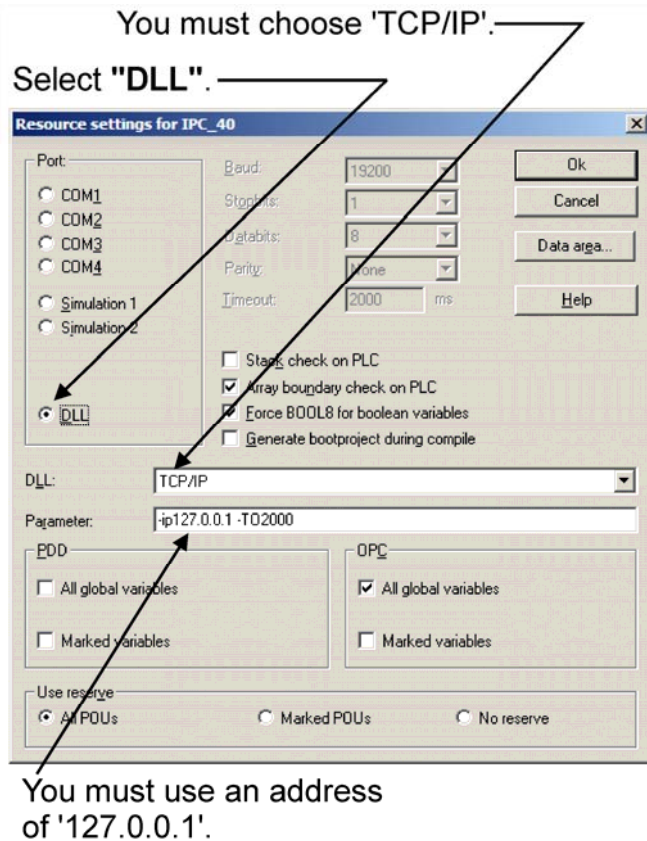 You must choose 'TCP/IP'.
Select "DLL".
Resource settings for IPC_40
Port:
COM1
COM2
COM3
COM4
Simulation 1
Simulation 2
DLL
Baud: 19200
Stopbits: 1
Databits: 8
Parity: None
Timeout: 2000 ms
Ok
Cancel
Data area...
Help
Stack check on PLC
Array boundary check on PLC
Force BOOL8 for boolean variables
Generate bootproject during compile
DLL: TCP/IP
Parameter: -ip127.0.0.1 -TO2000
PDD
All global variables
Marked variables
OPC
All global variables
Marked variables
Use reserve
All POUs Marked POUs No reserve
You must use an address
of '127.0.0.1'.